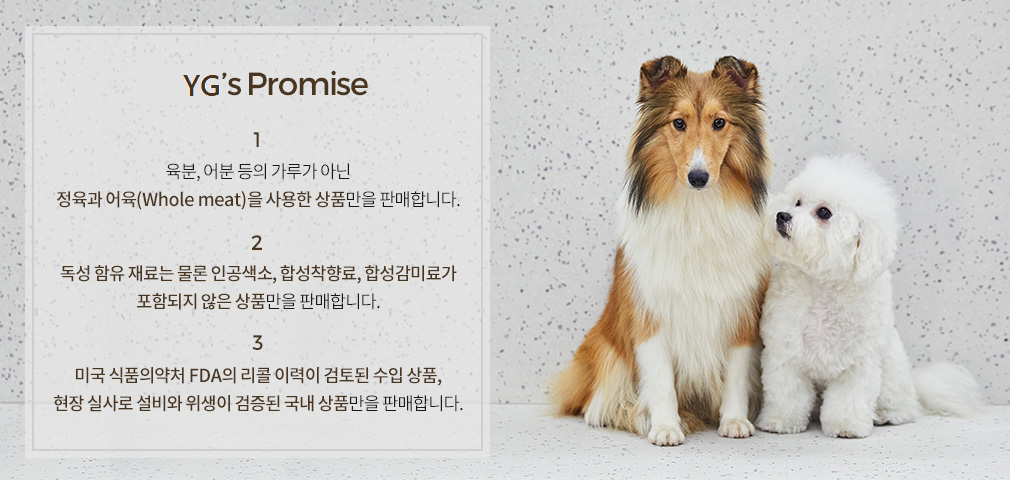 YG's Promise
1
육분, 어분 등의 가루가 아닌
정육과 어육(Whole meat)을 사용한 상품만을 판매합니다.
2
독성 함유 재료는 물론 인공색소, 합성착향료, 합성감미료가
포함되지 않은 상품만을 판매합니다.
3
미국 식품의약처 FDA의 리콜 이력이 검토된 수입 상품,
현장 실사로 설비와 위생이 검증된 국내 상품만을 판매합니다.